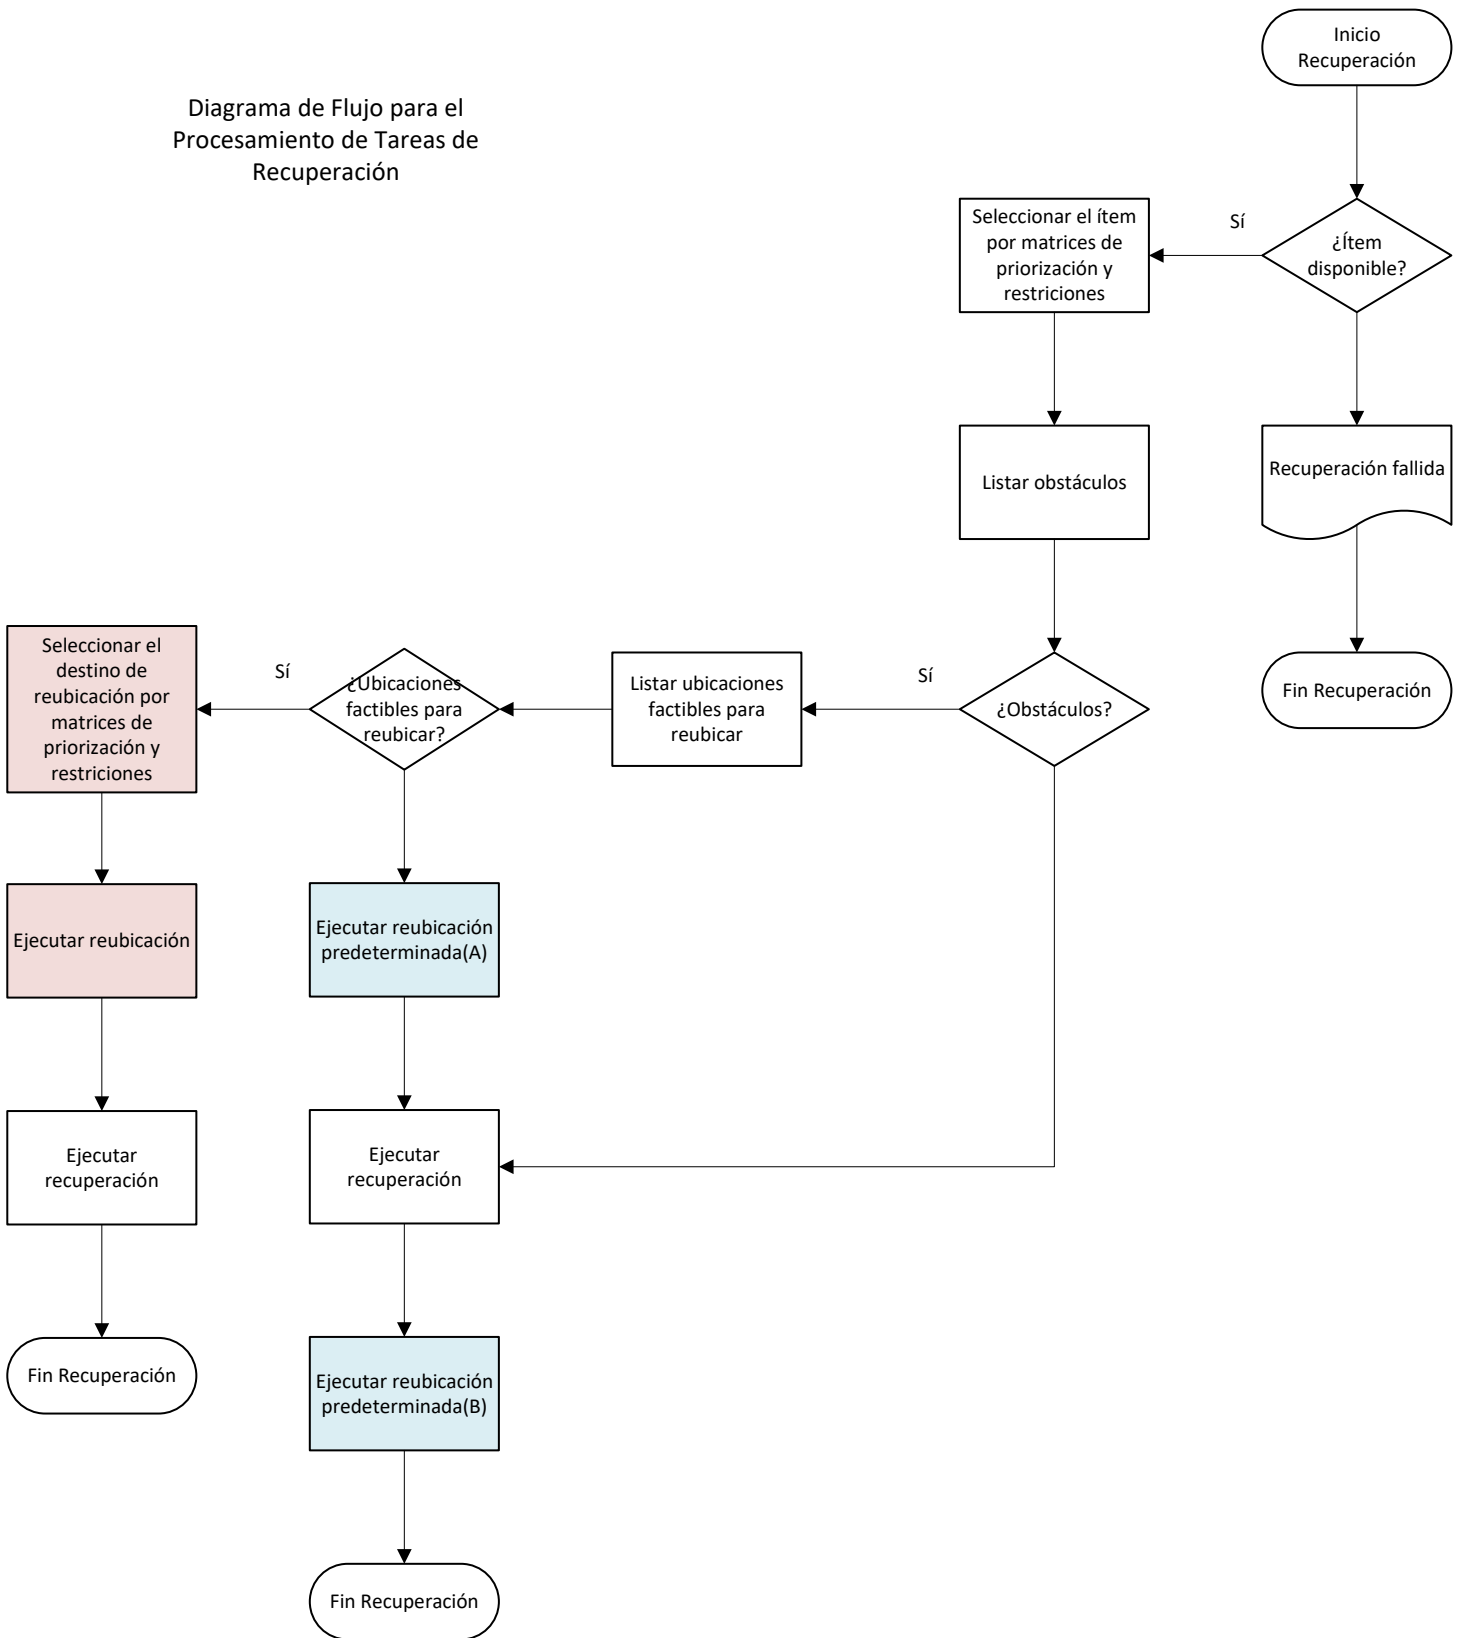 Inicio
Recuperación
Diagrama de Flujo para el
Procesamiento de Tareas de
Recuperación
Seleccionar el ítem
por matrices de
priorización y
restriciones
Sí
¿Ítem
disponible?
Listar obstáculos
Recuperación fallida
Seleccionar el
destino de
reubicación por
matrices de
priorización y
restriciones
Sí
¿Ubicaciones
factibles para
reubicar?
Listar ubicaciones
factibles para
reubicar
Sí
¿Obstáculos?
Fin Recuperación
Ejecutar reubicación
Ejecutar reubicación
predeterminada(A)
Ejecutar
recuperación
Ejecutar
recuperación
Fin Recuperación
Ejecutar reubicación
predeterminada(B)
Fin Recuperación